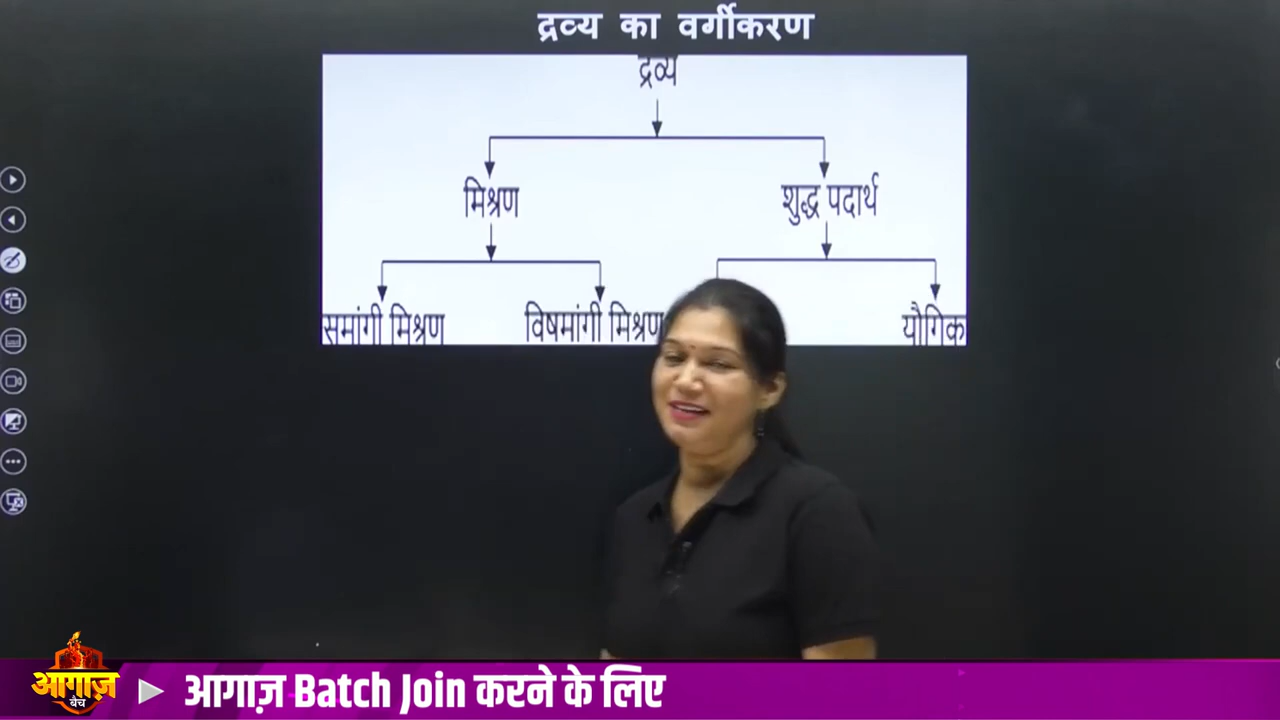 द्रव्य का वर्गीकरण
द्रव्य
मिश्रण
शुद्ध पदार्थ
समांगी मिश्रण
विषमांगी मिश्रण
यौगिक
आगाज़
बैच
आगाज़ Batch Join करने के लिए